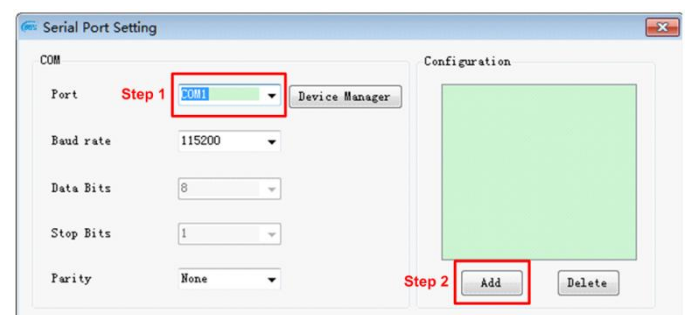 Serial Port Setting
COM
Port Step 1 COM1 Device Manager
Baud rate 115200
Data Bits 8
Stop Bits 1
Parity None
Configuration
Step 2 Add Delete